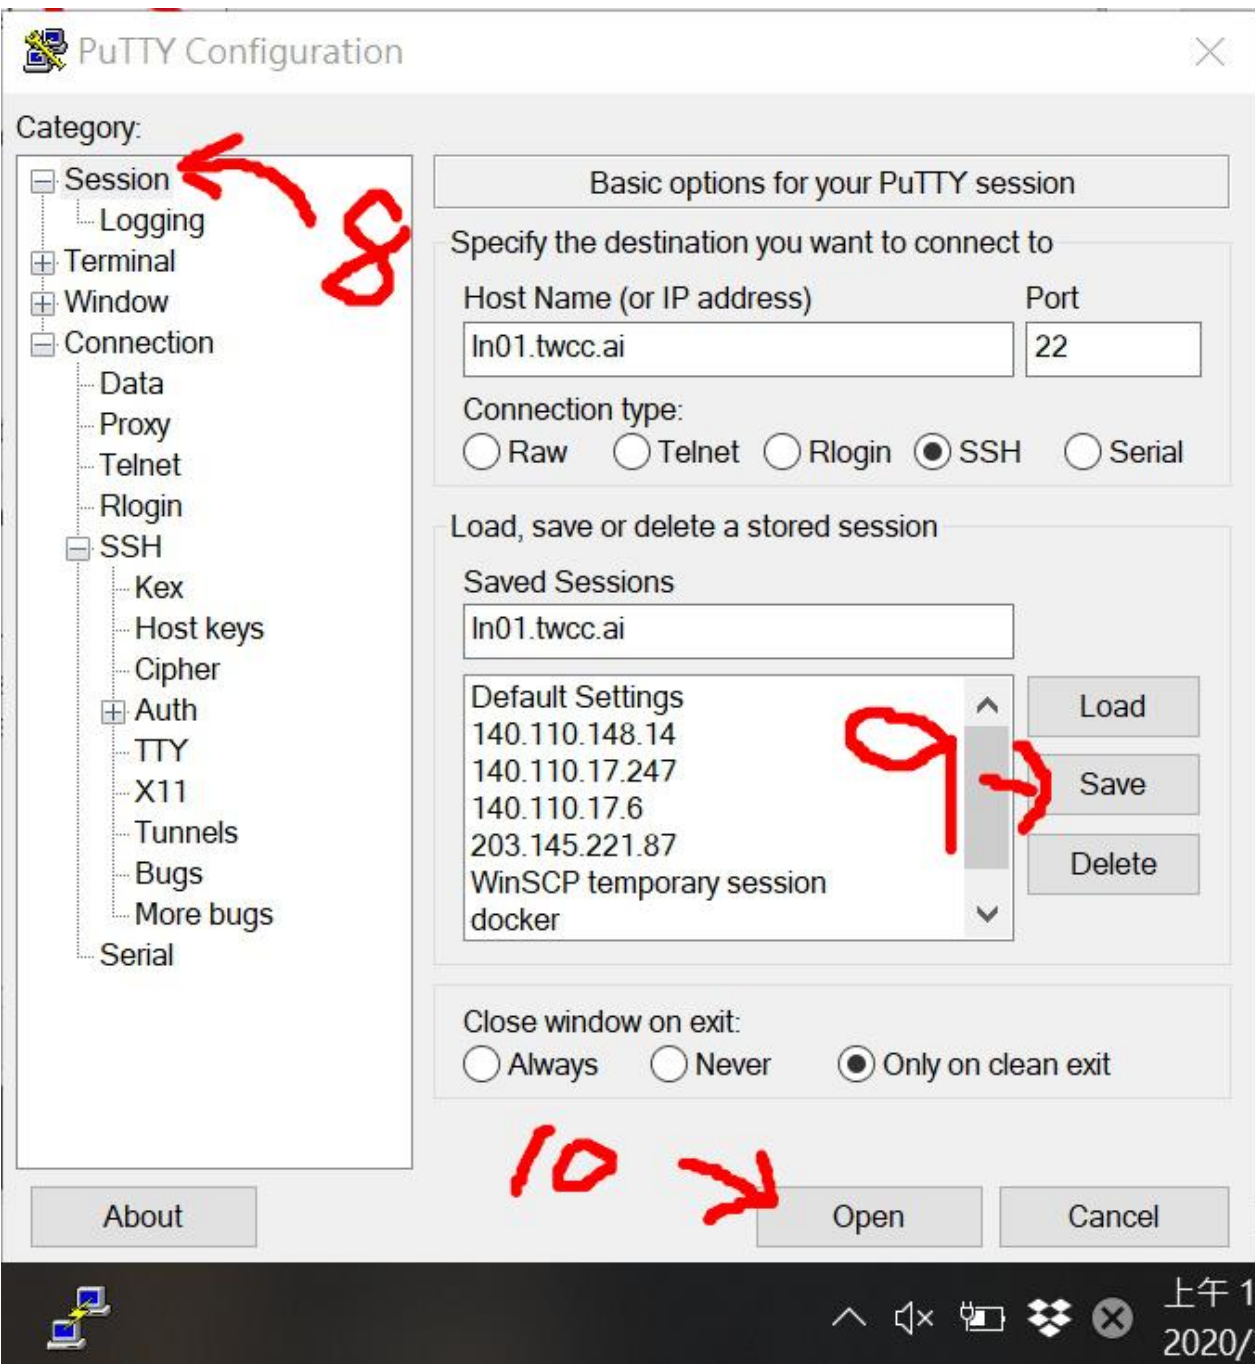 PuTTY Configuration
Category:
Session
Logging
Terminal
Window
Connection
Data
Proxy
Telnet
Rlogin
SSH
Kex
Host keys
Cipher
Auth
TTY
X11
Tunnels
Bugs
More bugs
Serial
8
Basic options for your PuTTY session
Specify the destination you want to connect to
Host Name (or IP address) Port
ln01.twcc.ai 22
Connection type:
Raw Telnet Rlogin SSH Serial
Load, save or delete a stored session
Saved Sessions
ln01.twcc.ai
Default Settings
140.110.148.14
140.110.17.247
140.110.17.6
203.145.221.87
WinSCP temporary session
docker
9
Load
Save
Delete
Close window on exit:
Always Never Only on clean exit
10
About Open Cancel
上午 1
2020/